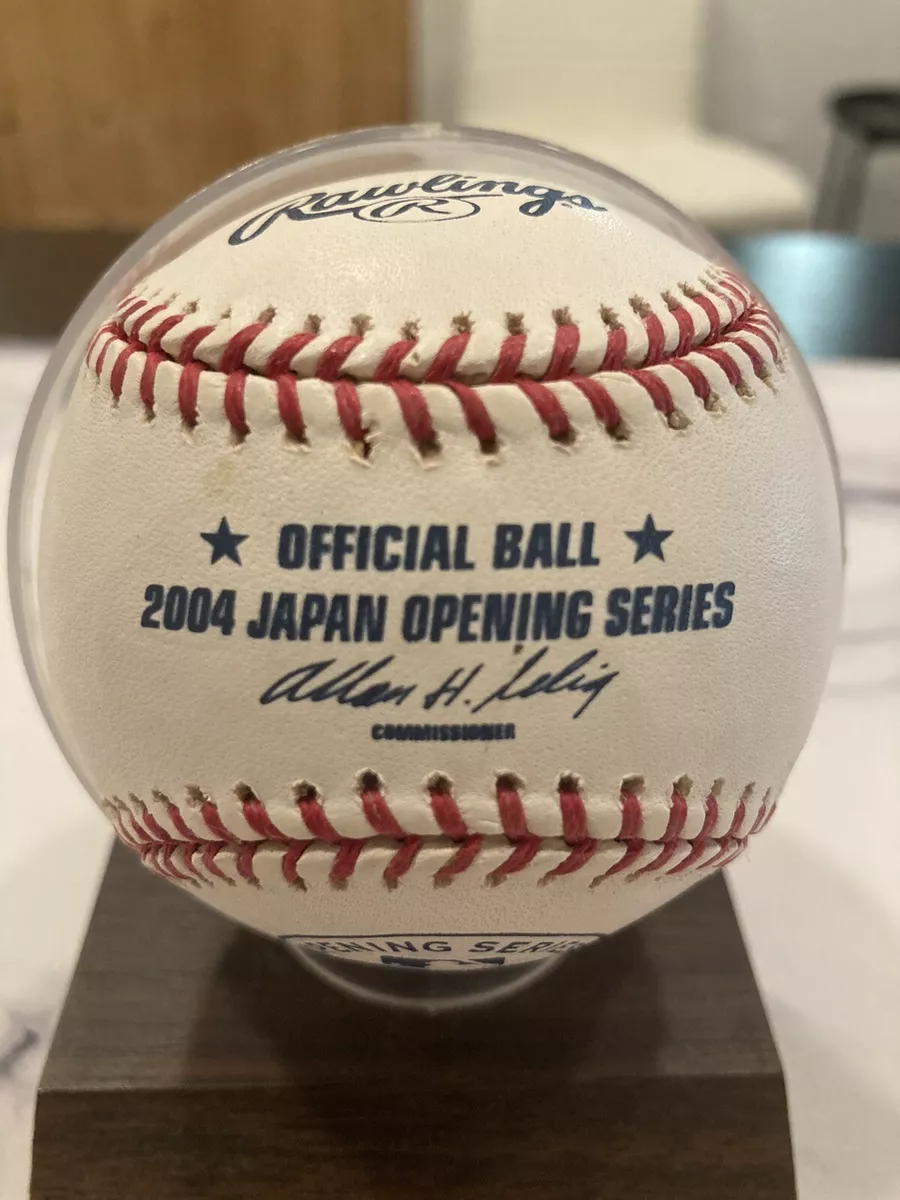 Rawlings
R
★ OFFICIAL BALL ★
2004 JAPAN OPENING SERIES
Allan H. Selig
COMMISSIONER
OPENING SERIES